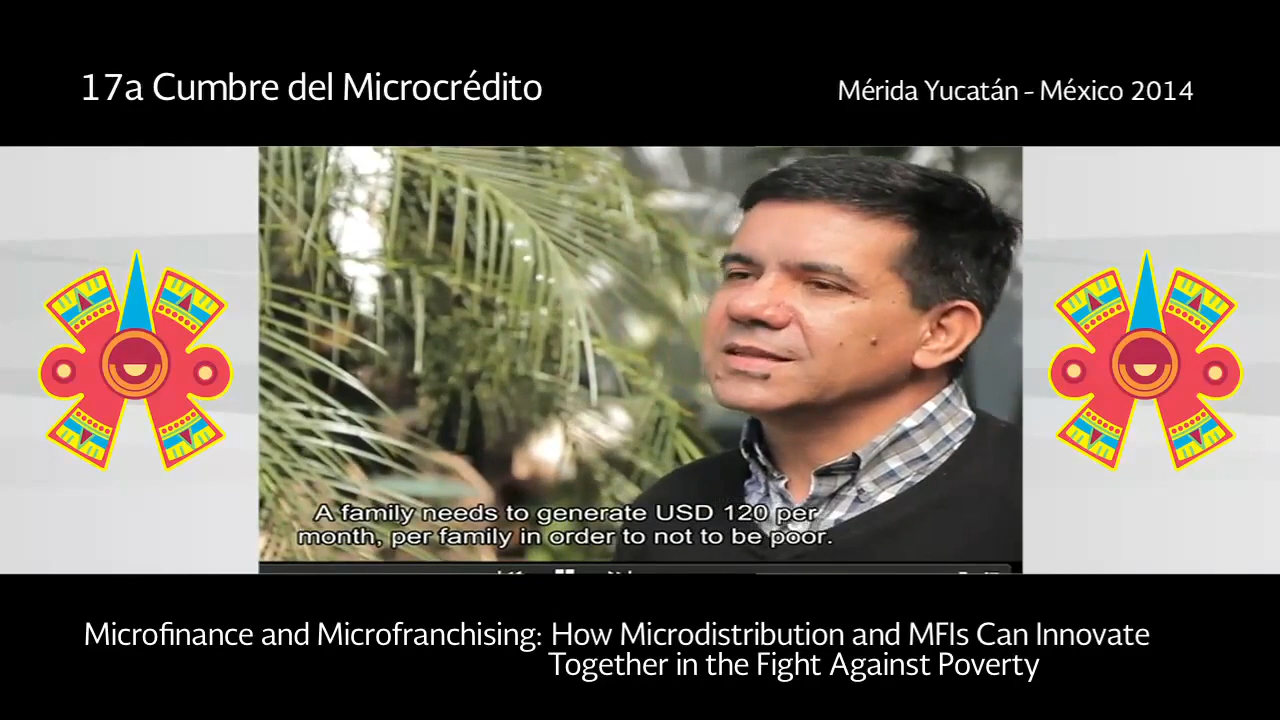 17a Cumbre del Microcrédito
Mérida Yucatán - México 2014
A family needs to generate USD 120 per
month, per family in order to not to be poor.
Microfinance and Microfranchising: How Microdistribution and MFIs Can Innovate
Together in the Fight Against Poverty